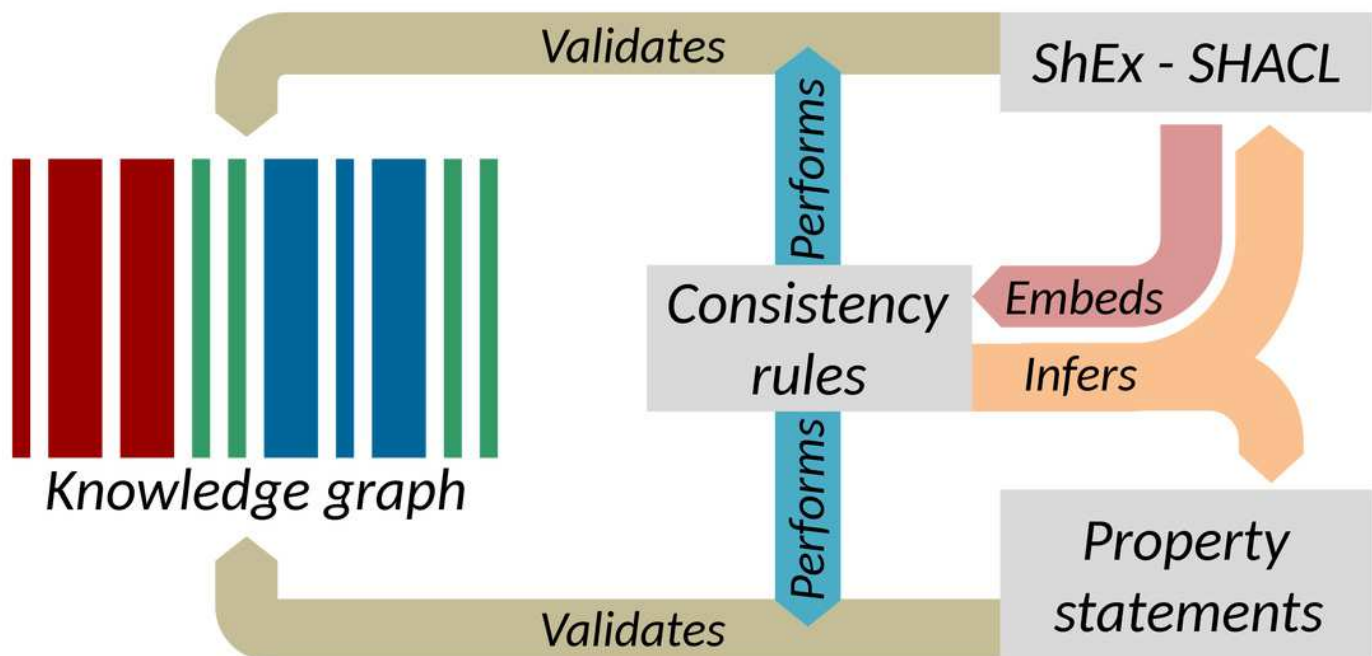 Validates
ShEx - SHACL
Performs
Consistency
rules
Embeds
Infers
Knowledge graph
Performs
Property
statements
Validates